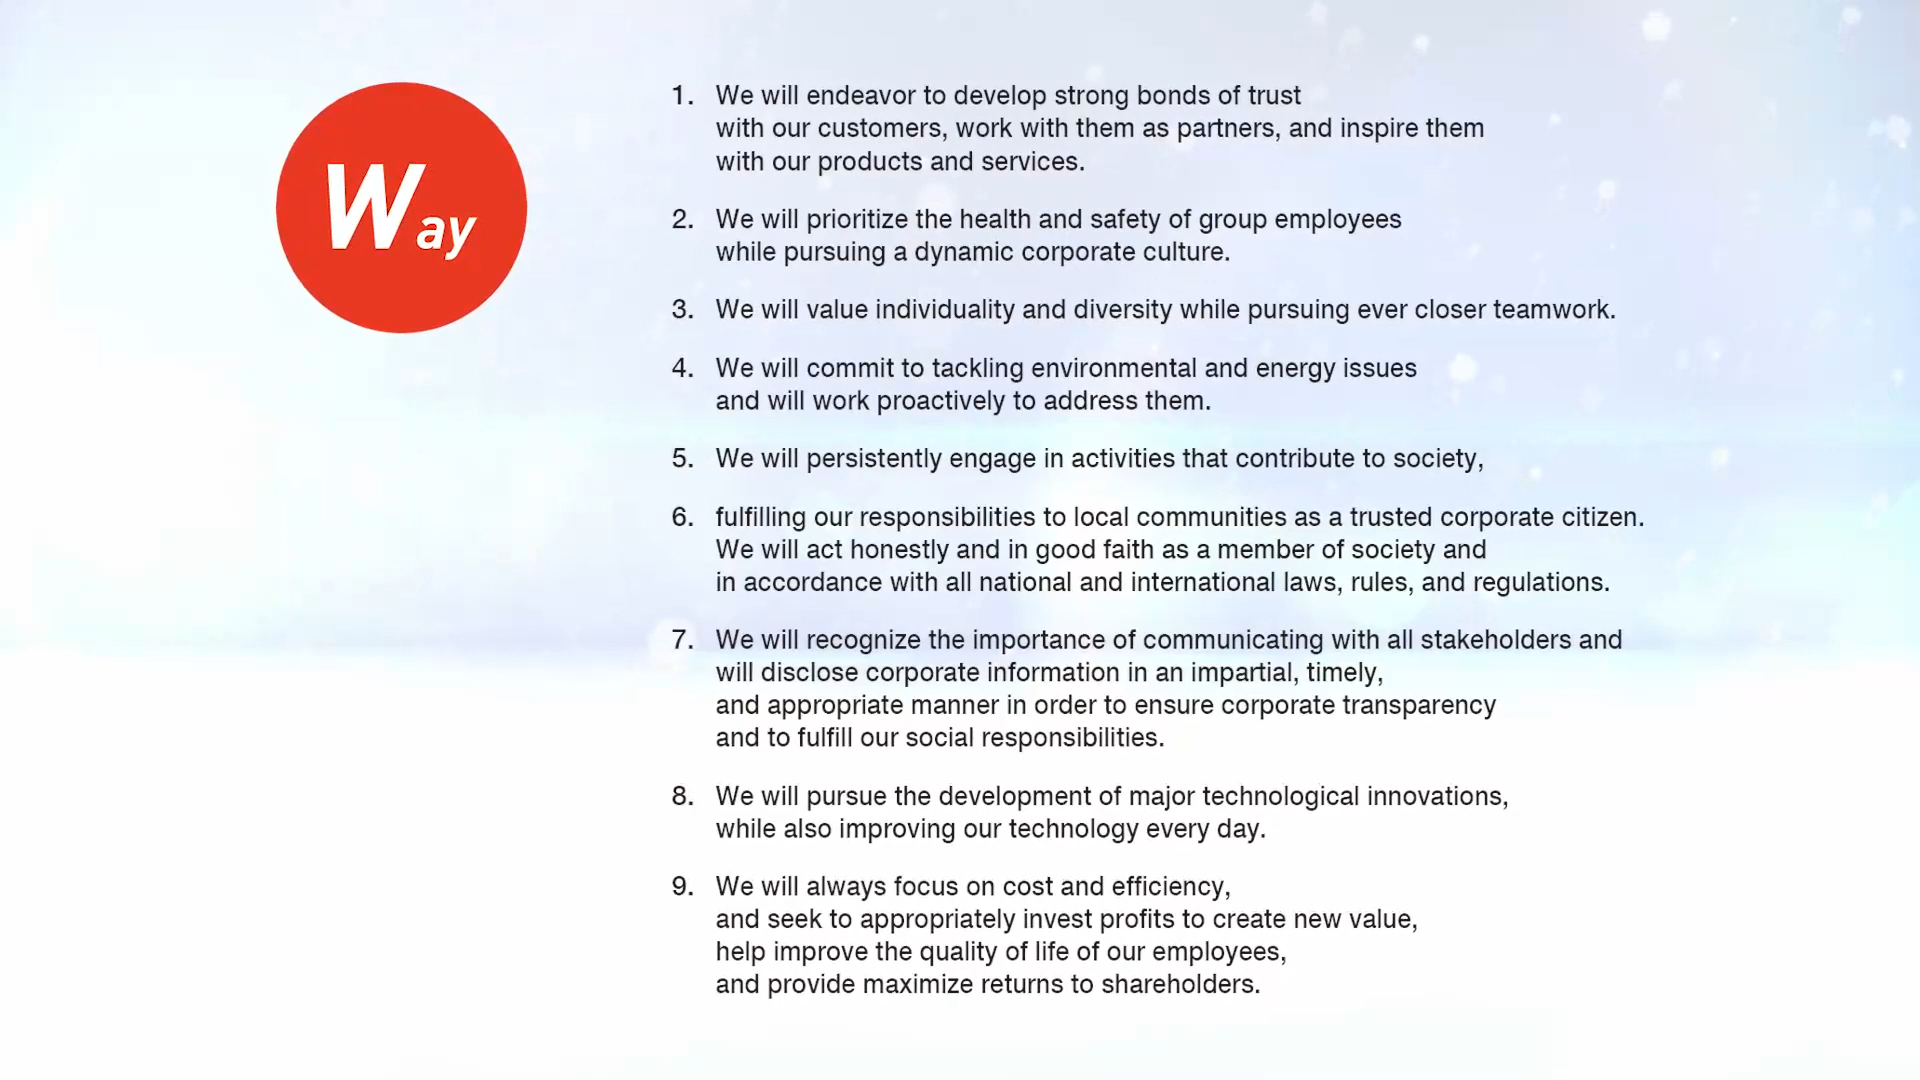 Way
1. We will endeavor to develop strong bonds of trust
with our customers, work with them as partners, and inspire them
with our products and services.
2. We will prioritize the health and safety of group employees
while pursuing a dynamic corporate culture.
3. We will value individuality and diversity while pursuing ever closer teamwork.
4. We will commit to tackling environmental and energy issues
and will work proactively to address them.
5. We will persistently engage in activities that contribute to society,
6. fulfilling our responsibilities to local communities as a trusted corporate citizen.
We will act honestly and in good faith as a member of society and
in accordance with all national and international laws, rules, and regulations.
7. We will recognize the importance of communicating with all stakeholders and
will disclose corporate information in an impartial, timely,
and appropriate manner in order to ensure corporate transparency
and to fulfill our social responsibilities.
8. We will pursue the development of major technological innovations,
while also improving our technology every day.
9. We will always focus on cost and efficiency,
and seek to appropriately invest profits to create new value,
help improve the quality of life of our employees,
and provide maximize returns to shareholders.